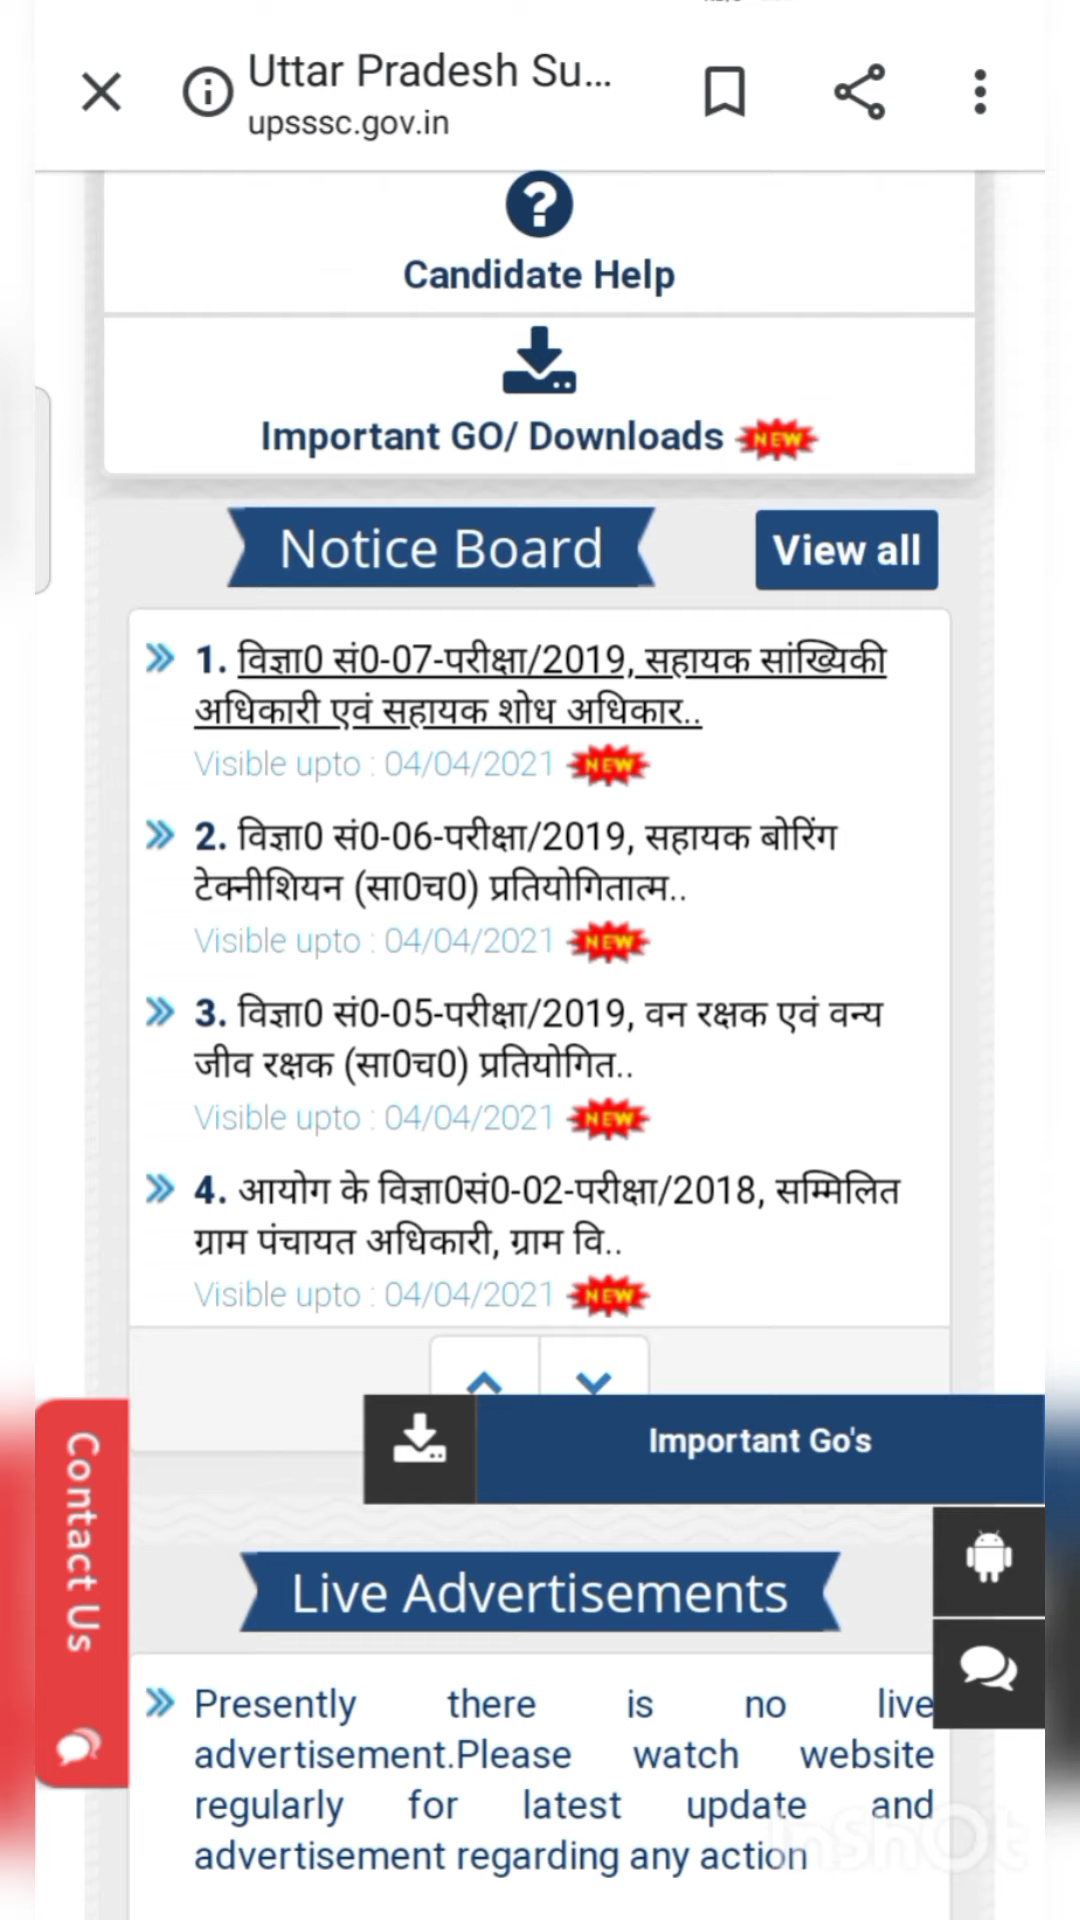 Uttar Pradesh Su...
upsssc.gov.in
Candidate Help
Important GO/ Downloads NEW
Notice Board
View all
1. विज्ञा0 सं0-07-परीक्षा/2019, सहायक सांख्यिकी
अधिकारी एवं सहायक शोध अधिकार..
Visible upto : 04/04/2021 NEW
2. विज्ञा0 सं0-06-परीक्षा/2019, सहायक बोरिंग
टेक्नीशियन (सा0च0) प्रतियोगितात्म..
Visible upto : 04/04/2021 NEW
3. विज्ञा0 सं0-05-परीक्षा/2019, वन रक्षक एवं वन्य
जीव रक्षक (सा0च0) प्रतियोगित..
Visible upto : 04/04/2021 NEW
4. आयोग के विज्ञा0सं0-02-परीक्षा/2018, सम्मिलित
ग्राम पंचायत अधिकारी, ग्राम वि..
Visible upto : 04/04/2021 NEW
Important Go's
Contact Us
Live Advertisements
Presently there is no live
advertisement.Please watch website
regularly for latest update and
advertisement regarding any action
InShOt